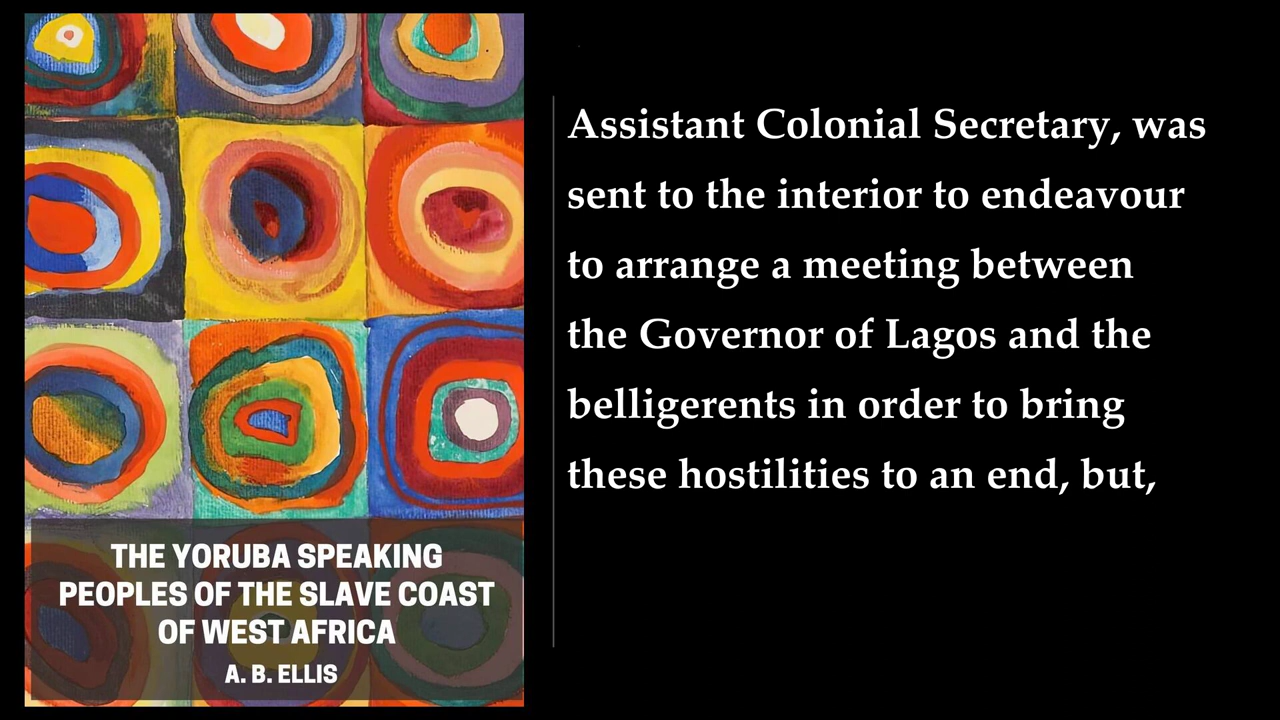 THE YORUBA SPEAKING
PEOPLES OF THE SLAVE COAST
OF WEST AFRICA
A. B. ELLIS
Assistant Colonial Secretary, was
sent to the interior to endeavour
to arrange a meeting between
the Governor of Lagos and the
belligerents in order to bring
these hostilities to an end, but,